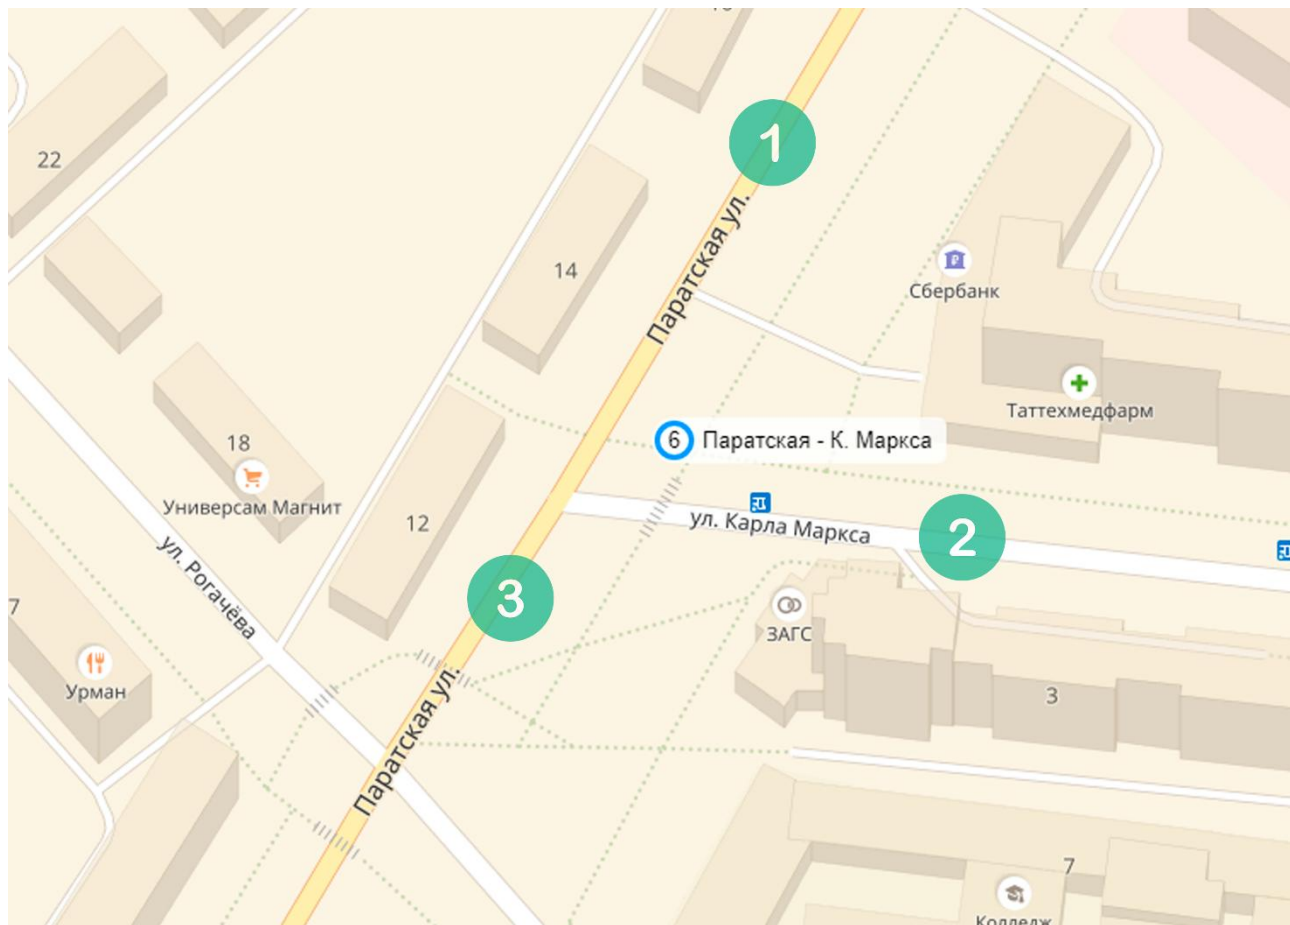 1
22
Паратская ул.
14
Сбербанк
Таттехмедфарм
6 Паратская - К. Маркса
18
Универсам Магнит
12
ул. Карла Маркса
2
ул. Рогачёва
3
7
ЗАГС
Урман
3
Паратская ул.
7
Колледж